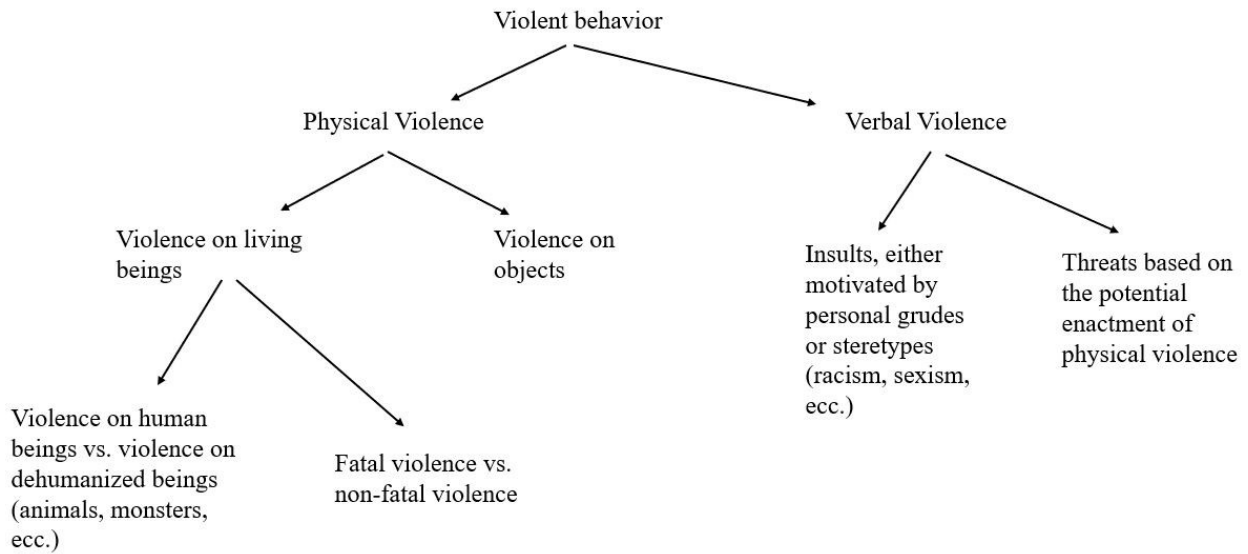 Violent behavior
Physical Violence
Verbal Violence
Violence on living
beings
Violence on
objects
Insults, either
motivated by
personal grudes
or steretypes
(racism, sexism,
ecc.)
Threats based on
the potential
enactment of
physical violence
Violence on human
beings vs. violence on
dehumanized beings
(animals, monsters,
ecc.)
Fatal violence vs.
non-fatal violence